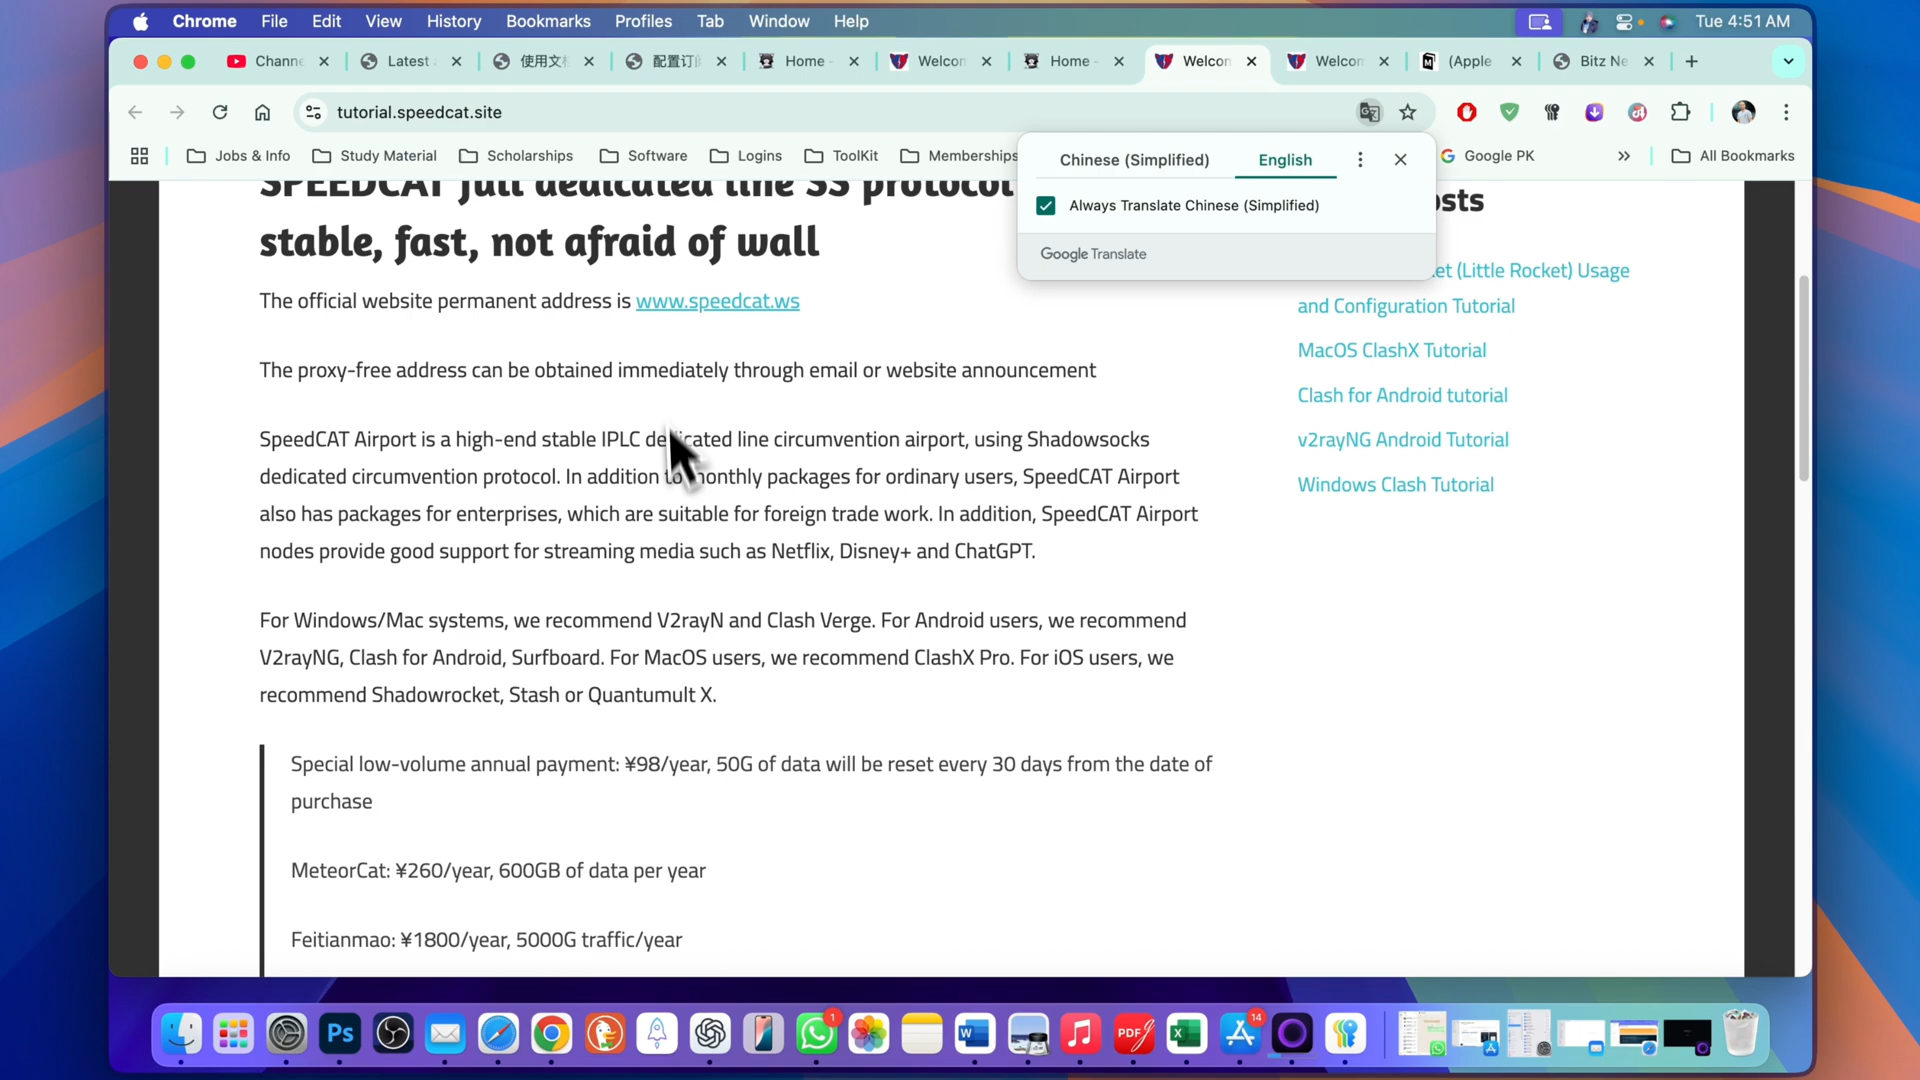 Chrome File Edit View History Bookmarks Profiles Tab Window Help Tue 4:51 AM
Chann Latest 使用文 配置订 Home - Welcon Home - Welcon Welcon (Apple Bitz Ne
tutorial.speedcat.site
Jobs & Info Study Material Scholarships Software Logins ToolKit Memberships Google PK All Bookmarks
Chinese (Simplified) English
Always Translate Chinese (Simplified)
Google Translate
SPEEDCAT full dedicated line SS protocol
stable, fast, not afraid of wall
The official website permanent address is www.speedcat.ws
The proxy-free address can be obtained immediately through email or website announcement
SpeedCAT Airport is a high-end stable IPLC dedicated line circumvention airport, using Shadowsocks
dedicated circumvention protocol. In addition to monthly packages for ordinary users, SpeedCAT Airport
also has packages for enterprises, which are suitable for foreign trade work. In addition, SpeedCAT Airport
nodes provide good support for streaming media such as Netflix, Disney+ and ChatGPT.
For Windows/Mac systems, we recommend V2rayN and Clash Verge. For Android users, we recommend
V2rayNG, Clash for Android, Surfboard. For MacOS users, we recommend ClashX Pro. For iOS users, we
recommend Shadowrocket, Stash or Quantumult X.
Special low-volume annual payment: ¥98/year, 50G of data will be reset every 30 days from the date of
purchase
MeteorCat: ¥260/year, 600GB of data per year
Feitianmao: ¥1800/year, 5000G traffic/year
osts
et (Little Rocket) Usage
and Configuration Tutorial
MacOS ClashX Tutorial
Clash for Android tutorial
v2rayNG Android Tutorial
Windows Clash Tutorial
Ps
1
W
PDF
X
14